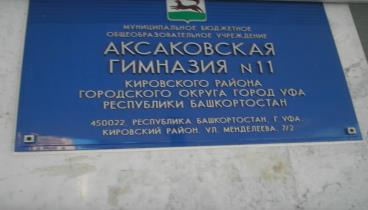 МУНИЦИПАЛЬНОЕ БЮДЖЕТНОЕ
ОБЩЕОБРАЗОВАТЕЛЬНОЕ УЧРЕЖДЕНИЕ
АКСАКОВСКАЯ
ГИМНАЗИЯ №11
КИРОВСКОГО РАЙОНА
ГОРОДСКОГО ОКРУГА ГОРОД УФА
РЕСПУБЛИКИ БАШКОРТОСТАН
450022, РЕСПУБЛИКА БАШКОРТОСТАН, Г. УФА,
КИРОВСКИЙ РАЙОН, УЛ. МЕНДЕЛЕЕВА, 7/2